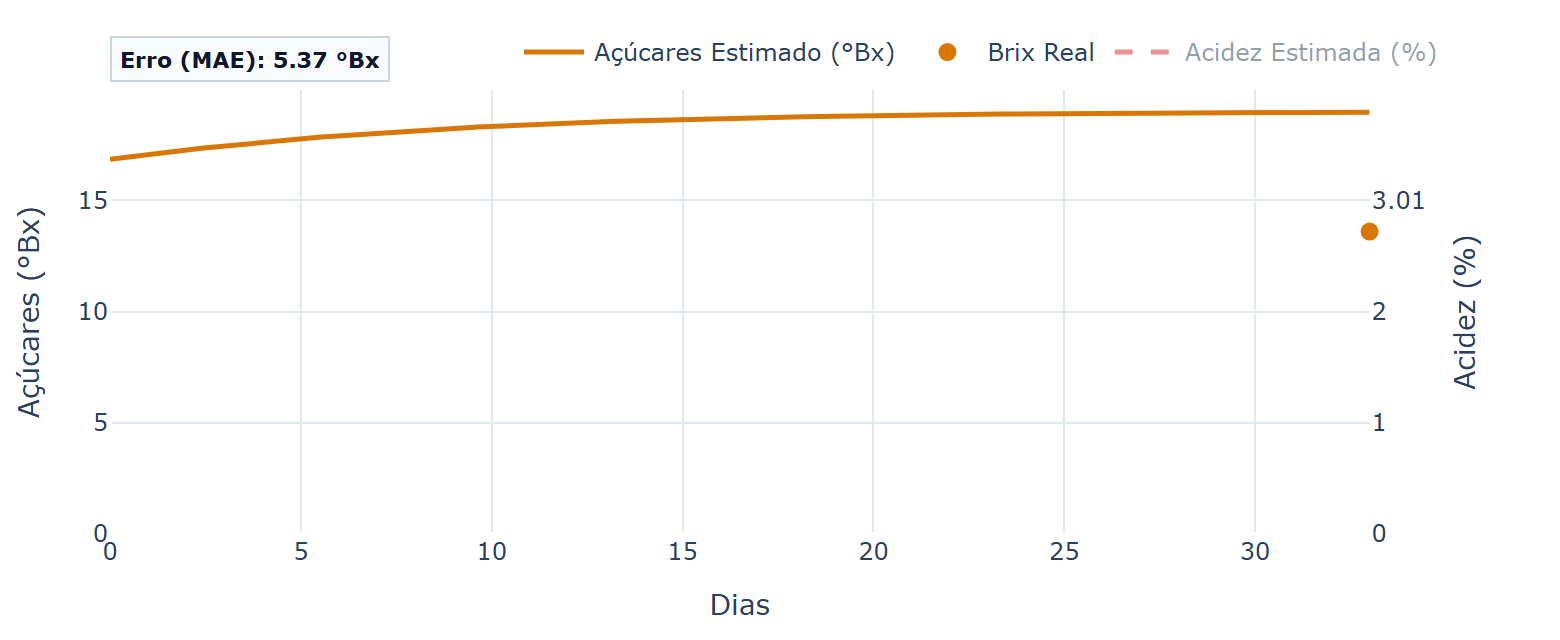 Erro (MAE): 5.37 ºBx
Açúcares Estimado (°Bx)
Brix Real
Acidez Estimada (%)
Açúcares (°Bx)
15
10
5
0
3.01
2
1
0
Acidez (%)
0 5 10 15 20 25 30
Dias